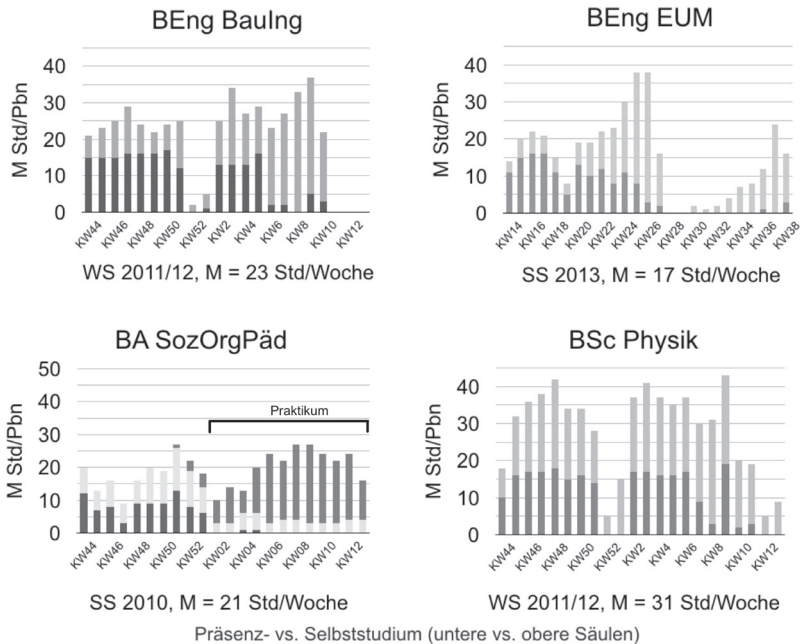 BEng BauIng
M Std/Pbn
40
30
20
10
0
KW44
KW46
KW48
KW50
KW52
KW2
KW4
KW6
KW8
KW10
KW12
WS 2011/12, M = 23 Std/Woche
BEng EUM
M Std/Pbn
40
30
20
10
0
KW14
KW16
KW18
KW20
KW22
KW24
KW26
KW28
KW30
KW32
KW34
KW36
KW38
SS 2013, M = 17 Std/Woche
BA SozOrgPäd
M Std/Pbn
50
40
30
20
10
0
Praktikum
KW44
KW46
KW48
KW50
KW52
KW02
KW04
KW06
KW08
KW10
KW12
SS 2010, M = 21 Std/Woche
BSc Physik
M Std/Pbn
40
30
20
10
0
KW44
KW46
KW48
KW50
KW52
KW2
KW4
KW6
KW8
KW10
KW12
WS 2011/12, M = 31 Std/Woche
Präsenz- vs. Selbststudium (untere vs. obere Säulen)